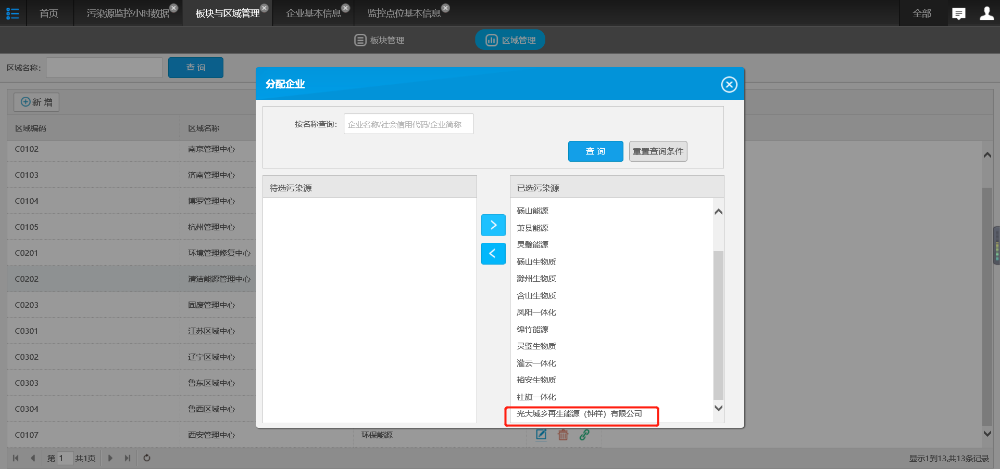 首页
污染源监控小时数据
板块与区域管理
企业基本信息
监控点位基本信息
全部
板块管理
区域管理
区域名称：
查 询
分配企业
新 增
按名称查询：
企业名称/社会信用代码/企业简称
查 询
重置查询条件
区域编码
区域名称
C0102
南京管理中心
C0103
济南管理中心
C0104
博罗管理中心
C0105
杭州管理中心
C0201
环境管理修复中心
C0202
清洁能源管理中心
C0203
固废管理中心
C0301
江苏区域中心
C0302
辽宁区域中心
C0303
鲁东区域中心
C0304
鲁西区域中心
C0107
西安管理中心
环保能源
待选污染源
已选污染源
砀山能源
萧县能源
灵璧能源
砀山生物质
滁州生物质
含山生物质
凤阳一体化
绵竹能源
灵璧生物质
灌云一体化
裕安生物质
社旗一体化
光大城乡再生能源（钟祥）有限公司
第 1 共1页
显示1到13,共13条记录